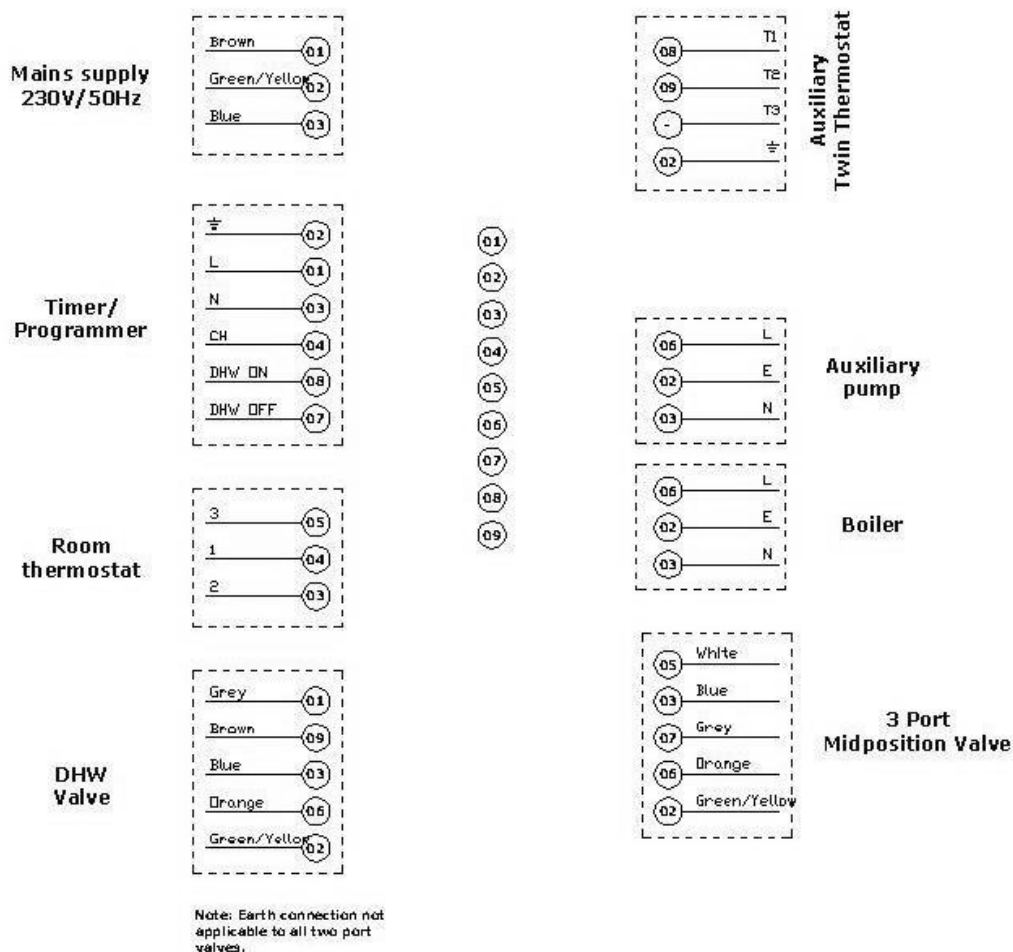 Mains supply
230V/50Hz
Brown 01
Green/Yellow 02
Blue 03
Timer/
Programmer
02
L 01
N 03
CH 04
DHW ON 08
DHW OFF 07
Room
thermostat
3 05
1 04
2 03
DHW
Valve
Grey 01
Brown 09
Blue 03
Orange 06
Green/Yellow 02
Note: Earth connection not
applicable to all two port
valves.
01
02
03
04
05
06
07
08
09
08 T1
09 T2
- T3
02
Auxiliary
Twin Thermostat
06 L
02 E
03 N
Auxiliary
pump
06 L
02 E
03 N
Boiler
05 White
03 Blue
07 Grey
06 Orange
02 Green/Yellow
3 Port
Midposition Valve